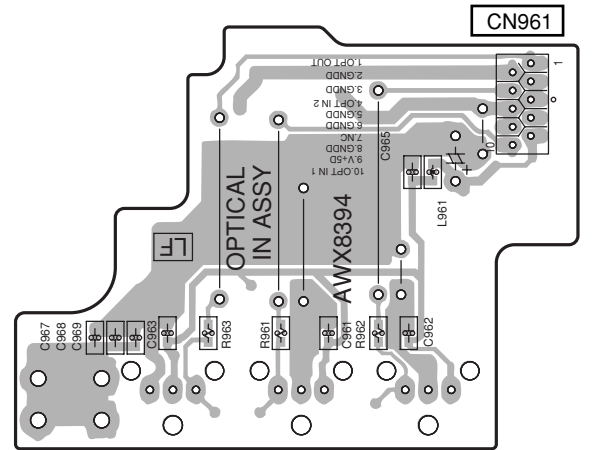 CN961
1.OPT OUT
2.GNDD
3.GNDD
4.OPT IN 2
5.GNDD
6.GNDD
7.NC
8.GNDD
9.V+5D
10.OPT IN 1
1
10
C965
+
L961
OPTICAL
IN ASSY
AWX8394
LF
C967
C968
C969
C963
R963
R961
C961
R962
C962